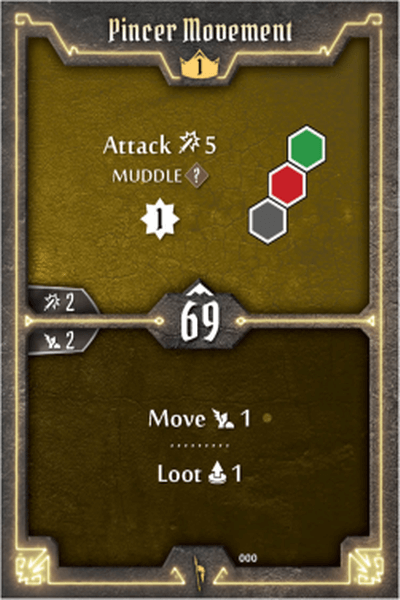 Pincer Movement
1
Attack 5
MUDDLE ?
1
2
69
2
Move 1
Loot 1
000